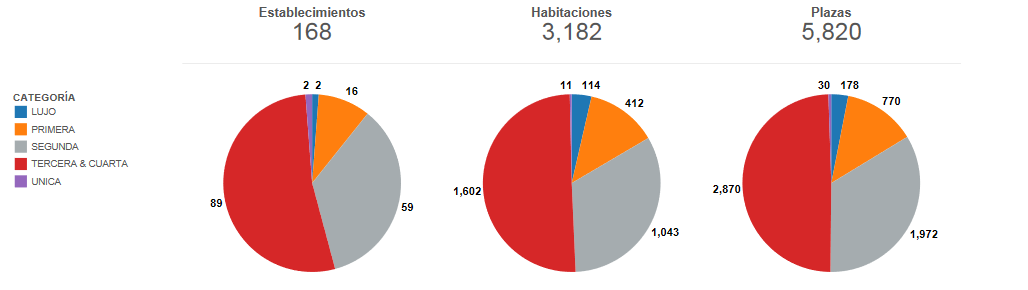 Establecimientos
168
Habitaciones
3,182
Plazas
5,820
CATEGORÍA
LUJO
PRIMERA
SEGUNDA
TERCERA & CUARTA
UNICA
2 2
16
59
89
11 114
412
1,043
1,602
30 178
770
1,972
2,870